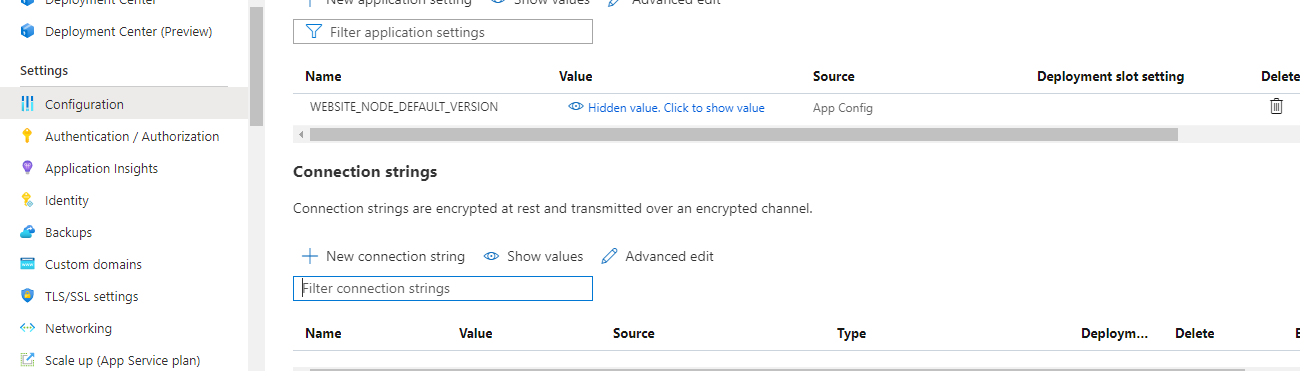 Deployment Center
Deployment Center (Preview)
Settings
Configuration
Authentication / Authorization
Application Insights
Identity
Backups
Custom domains
TLS/SSL settings
Networking
Scale up (App Service plan)
New application setting Show values Advanced edit
Filter application settings
Name Value Source Deployment slot setting Delete
WEBSITE_NODE_DEFAULT_VERSION Hidden value. Click to show value App Config
Connection strings
Connection strings are encrypted at rest and transmitted over an encrypted channel.
New connection string Show values Advanced edit
Filter connection strings
Name Value Source Type Deploym... Delete